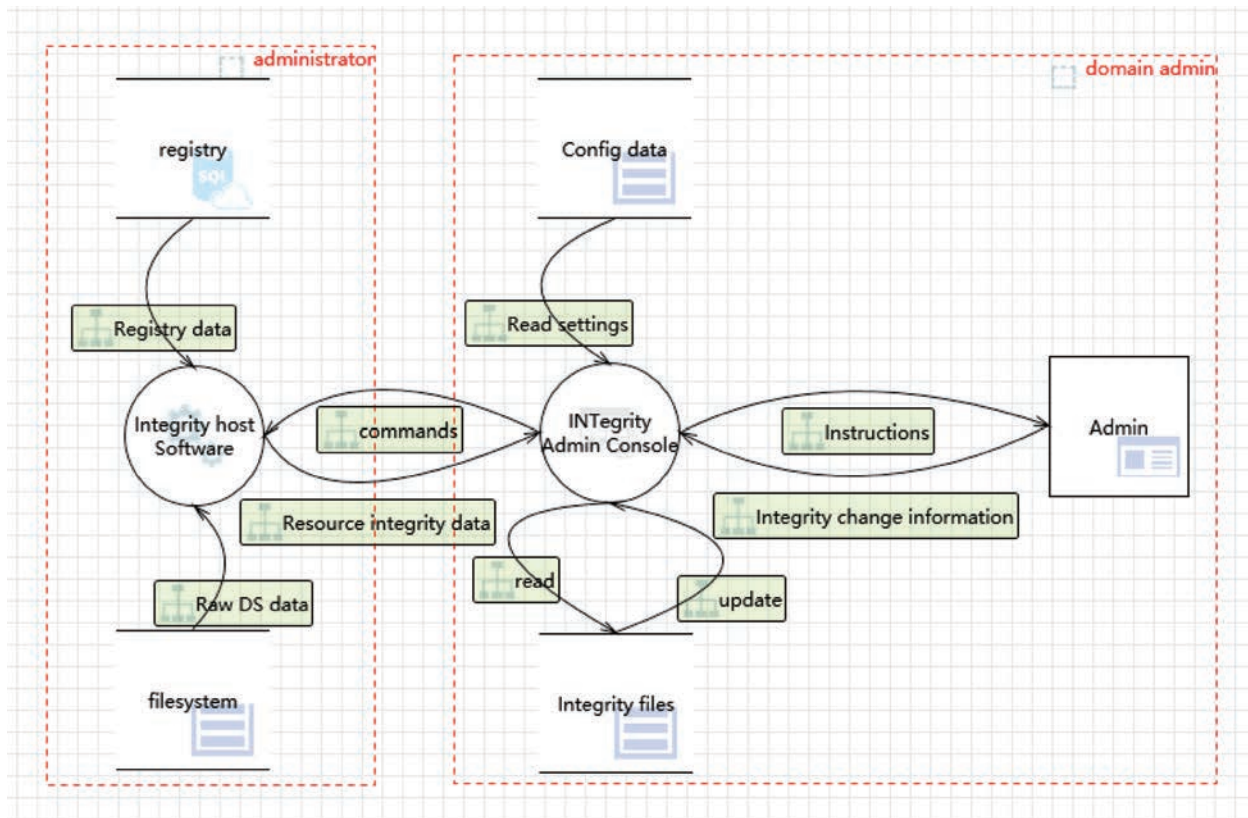 administrator
domain admin
registry
SQL
Config data
Registry data
Read settings
Integrity host
Software
commands
INTegrity
Admin Console
Instructions
Admin
Resource integrity data
Integrity change information
read
update
Raw DS data
filesystem
Integrity files